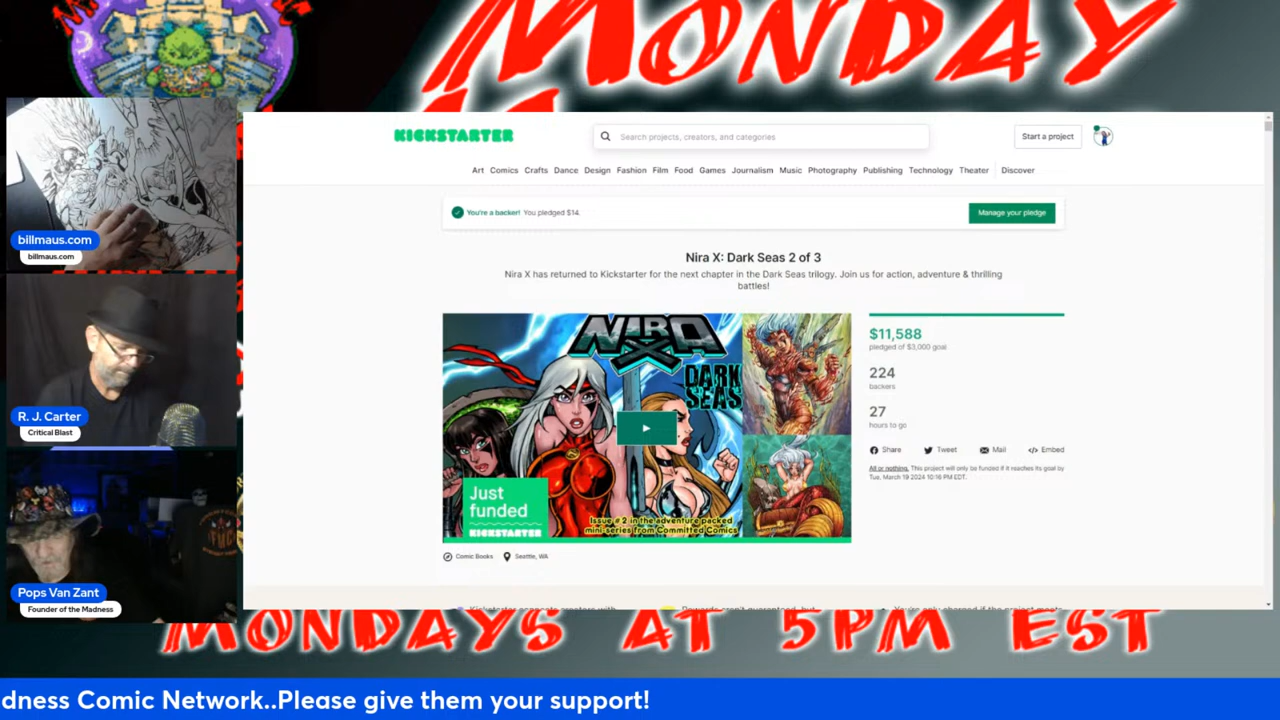 MONDAY
KICKSTARTER
Search projects, creators, and categories
Start a project
Art Comics Crafts Dance Design Fashion Film Food Games Journalism Music Photography Publishing Technology Theater Discover
You're a backer! You pledged $14.
Manage your pledge
Nira X: Dark Seas 2 of 3
Nira X has returned to Kickstarter for the next chapter in the Dark Seas trilogy. Join us for action, adventure & thrilling
battles!
NIRA
X
DARK
SEAS
Just
funded
KICKSTARTER
Issue # 2 in the adventure packed
mini-series from Committed Comics
$11,588
pledged of $3,000 goal
224
backers
27
hours to go
Share Tweet Mail Embed
All or nothing. This project will only be funded if it reaches its goal by
Tue, March 19 2024 10:16 PM EDT.
Comic Books Seattle, WA
billmaus.com
billmaus.com
R. J. Carter
Critical Blast
Pops Van Zant
Founder of the Madness
MONDAYS AT 5PM EST
dness Comic Network..Please give them your support!